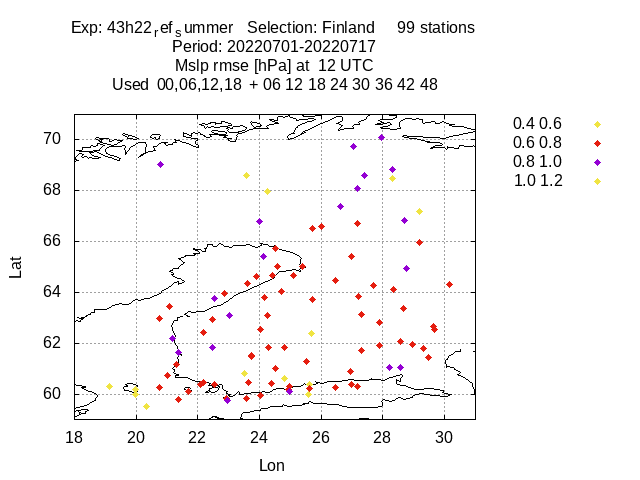 Exp: 43h22refsummer   Selection: Finland     99 stations
Period: 20220701-20220717
Mslp rmse [hPa] at  12 UTC
Used  00,06,12,18  + 06 12 18 24 30 36 42 48
0.4 0.6
0.6 0.8
0.8 1.0
1.0 1.2
70
68
66
64
62
60
Lat
18 20 22 24 26 28 30
Lon